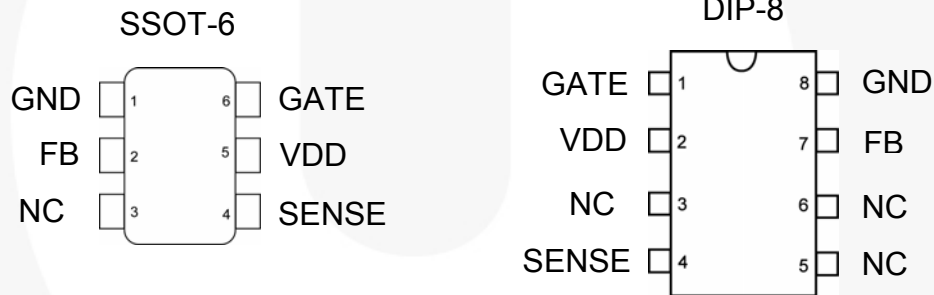 SSOT-6
GND 1 6 GATE
FB 2 5 VDD
NC 3 4 SENSE
DIP-8
GATE 1 8 GND
VDD 2 7 FB
NC 3 6 NC
SENSE 4 5 NC